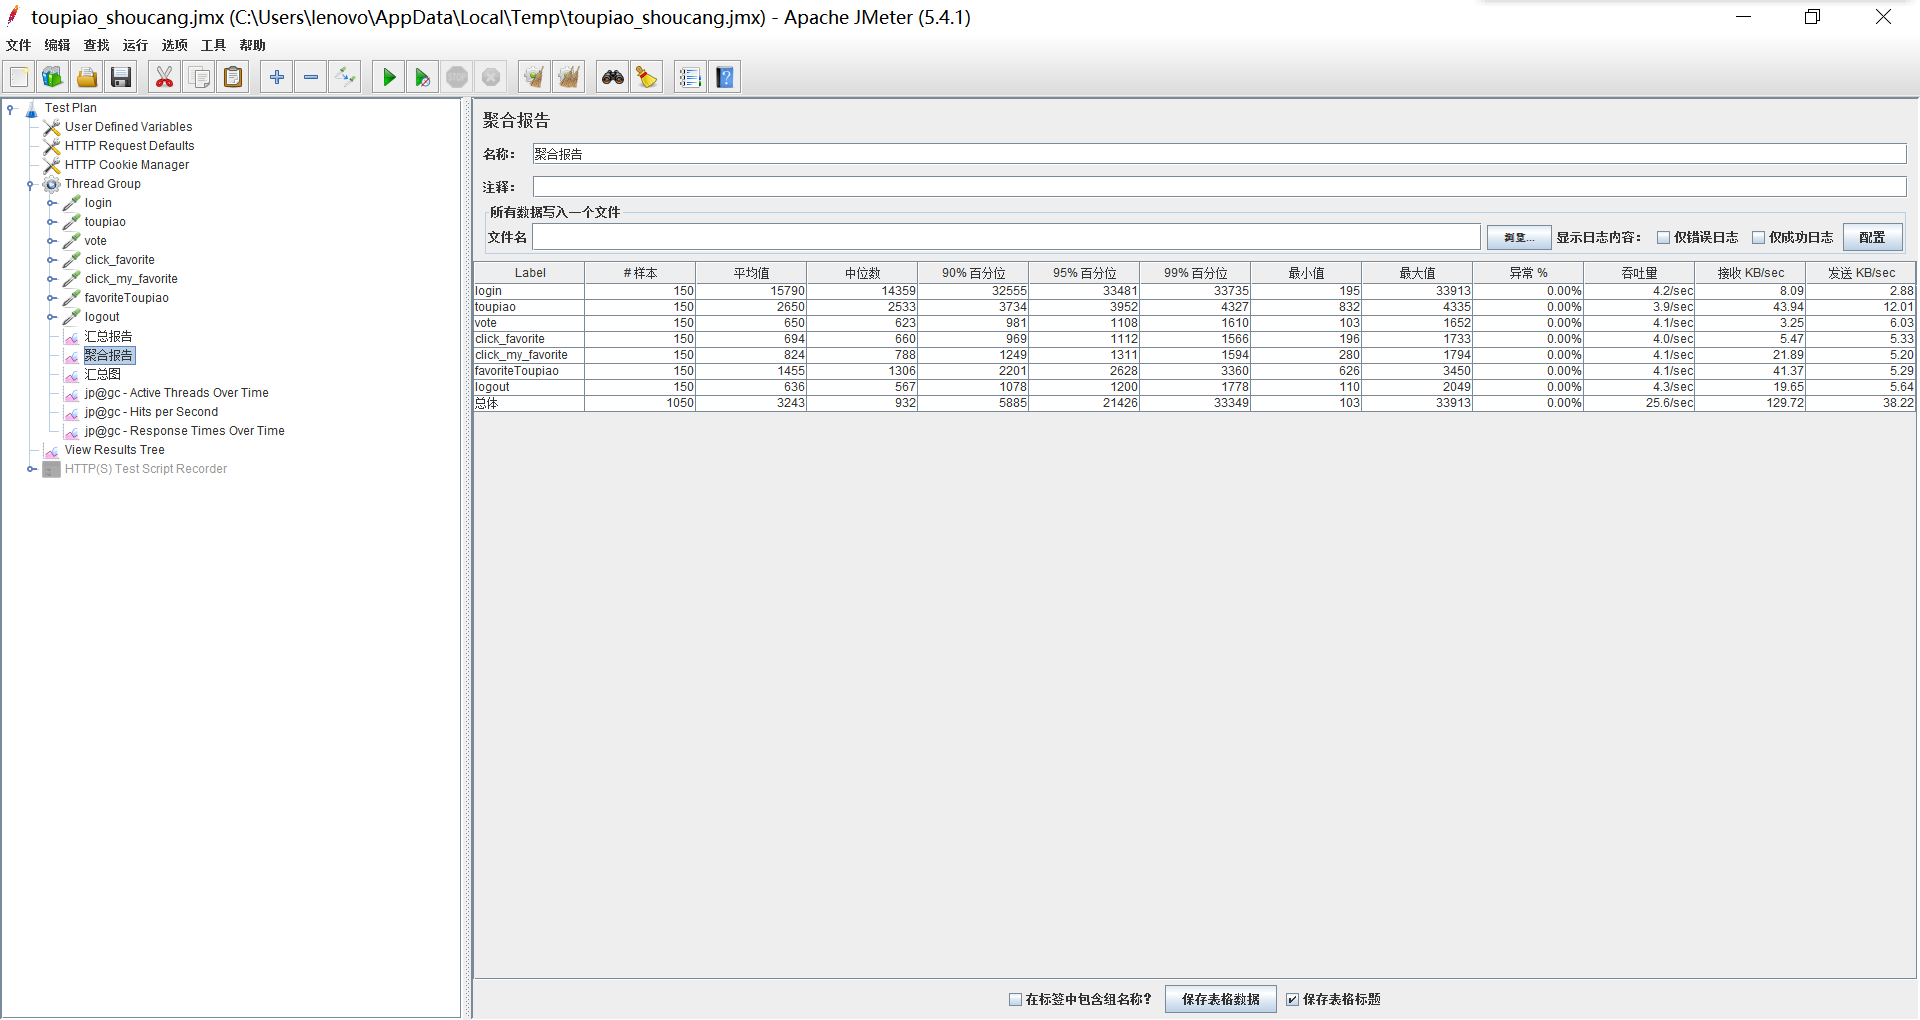 toupiao_shoucang.jmx (C:\Users\lenovo\AppData\Local\Temp\toupiao_shoucang.jmx) - Apache JMeter (5.4.1)
文件 编辑 查找 运行 选项 工具 帮助
Test Plan
User Defined Variables
HTTP Request Defaults
HTTP Cookie Manager
Thread Group
login
toupiao
vote
click_favorite
click_my_favorite
favoriteToupiao
logout
汇总报告
聚合报告
汇总图
jp@gc - Active Threads Over Time
jp@gc - Hits per Second
jp@gc - Response Times Over Time
View Results Tree
HTTP(S) Test Script Recorder
聚合报告
名称： 聚合报告
注释：
所有数据写入一个文件
文件名 浏览... 显示日志内容： 仅错误日志 仅成功日志 配置
Label # 样本 平均值 中位数 90% 百分位 95% 百分位 99% 百分位 最小值 最大值 异常 % 吞吐量 接收 KB/sec 发送 KB/sec
login 150 15790 14359 32555 33481 33735 195 33913 0.00% 4.2/sec 8.09 2.88
toupiao 150 2650 2533 3734 3952 4327 832 4335 0.00% 3.9/sec 43.94 12.01
vote 150 650 623 981 1108 1610 103 1652 0.00% 4.1/sec 3.25 6.03
click_favorite 150 694 660 969 1112 1566 196 1733 0.00% 4.0/sec 5.47 5.33
click_my_favorite 150 824 788 1249 1311 1594 280 1794 0.00% 4.1/sec 21.89 5.20
favoriteToupiao 150 1455 1306 2201 2628 3360 626 3450 0.00% 4.1/sec 41.37 5.29
logout 150 636 567 1078 1200 1778 110 2049 0.00% 4.3/sec 19.65 5.64
总体 1050 3243 932 5885 21426 33349 103 33913 0.00% 25.6/sec 129.72 38.22
在标签中包含组名称？ 保存表格数据 保存表格标题